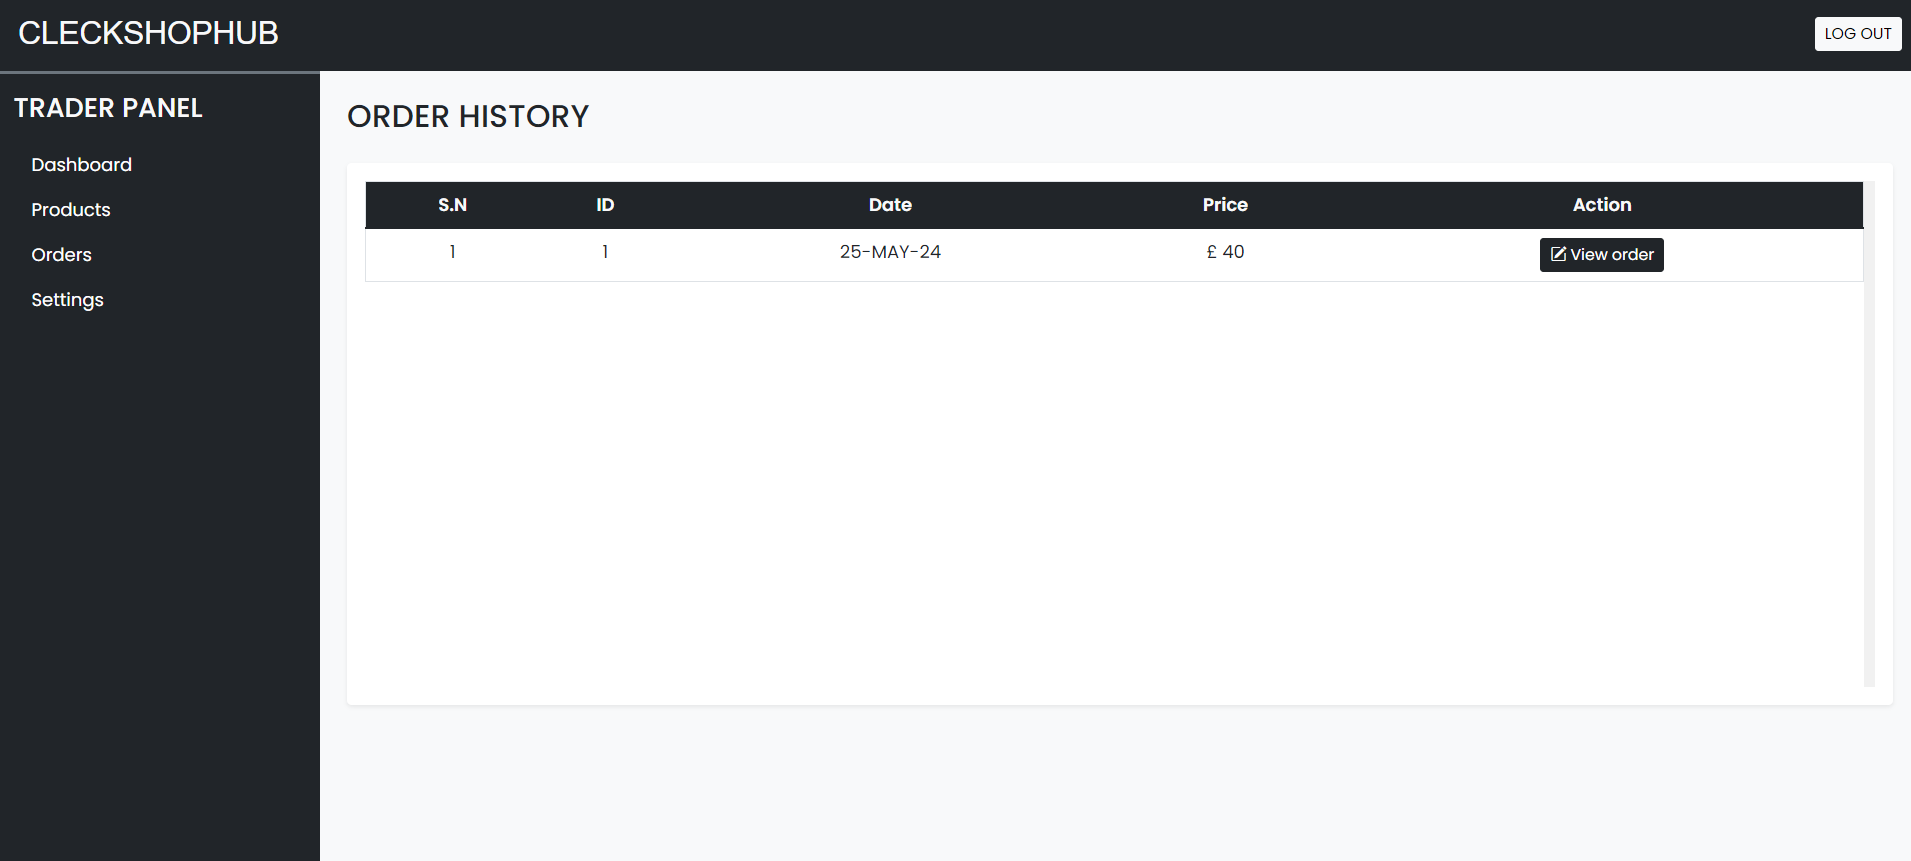 CLECKSHOPHUB
LOG OUT
TRADER PANEL
Dashboard
Products
Orders
Settings
ORDER HISTORY
S.N ID Date Price Action
1 1 25-MAY-24 £ 40 View order